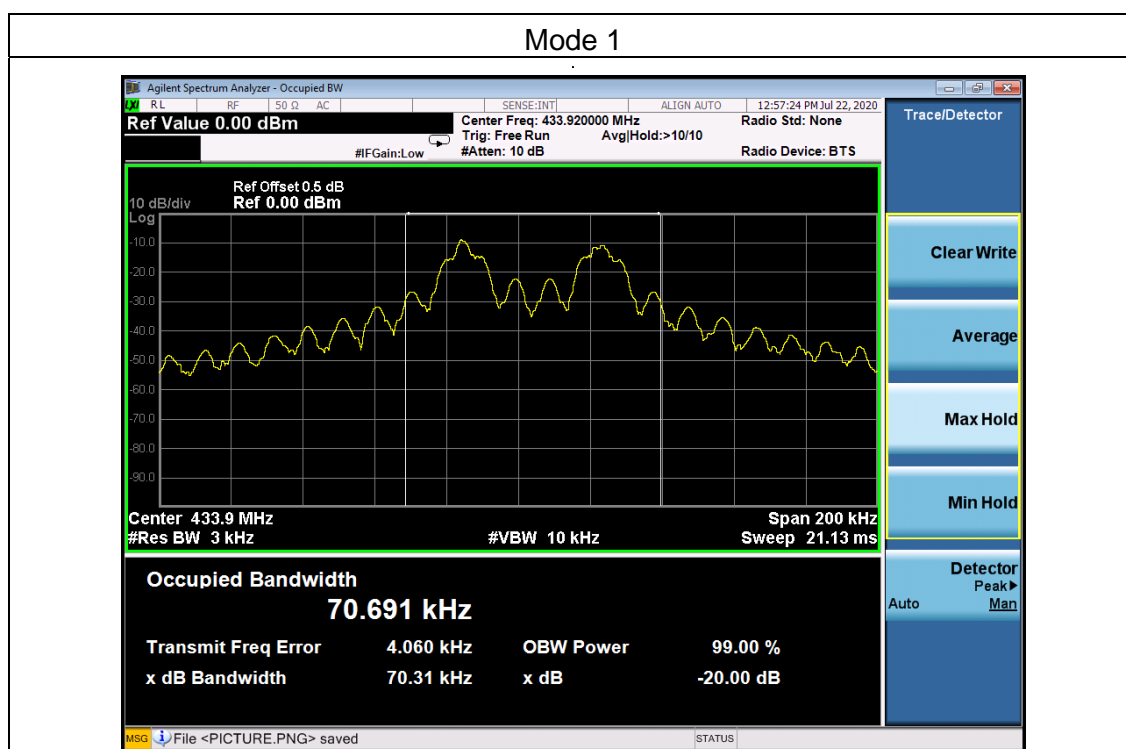 Mode 1
Agilent Spectrum Analyzer - Occupied BW
LXI RL RF 50 Ω AC SENSE:INT ALIGN AUTO 12:57:24 PM Jul 22, 2020
Ref Value 0.00 dBm
#IFGain:Low
Center Freq: 433.920000 MHz
Trig: Free Run Avg|Hold:>10/10
#Atten: 10 dB
Radio Std: None
Radio Device: BTS
Ref Offset 0.5 dB
10 dB/div Ref 0.00 dBm
Log
-10.0
-20.0
-30.0
-40.0
-50.0
-60.0
-70.0
-80.0
-90.0
Center 433.9 MHz Span 200 kHz
#Res BW 3 kHz #VBW 10 kHz Sweep 21.13 ms
Occupied Bandwidth
70.691 kHz
Transmit Freq Error 4.060 kHz OBW Power 99.00 %
x dB Bandwidth 70.31 kHz x dB -20.00 dB
Trace/Detector
Clear Write
Average
Max Hold
Min Hold
Detector
Peak▶
Auto Man
MSG File <PICTURE.PNG> saved STATUS